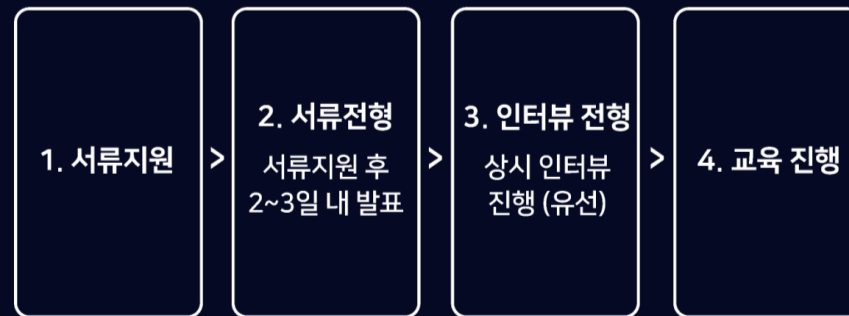 1. 서류지원
>
2. 서류전형
서류지원 후
2~3일 내 발표
>
3. 인터뷰 전형
상시 인터뷰
진행 (유선)
>
4. 교육 진행